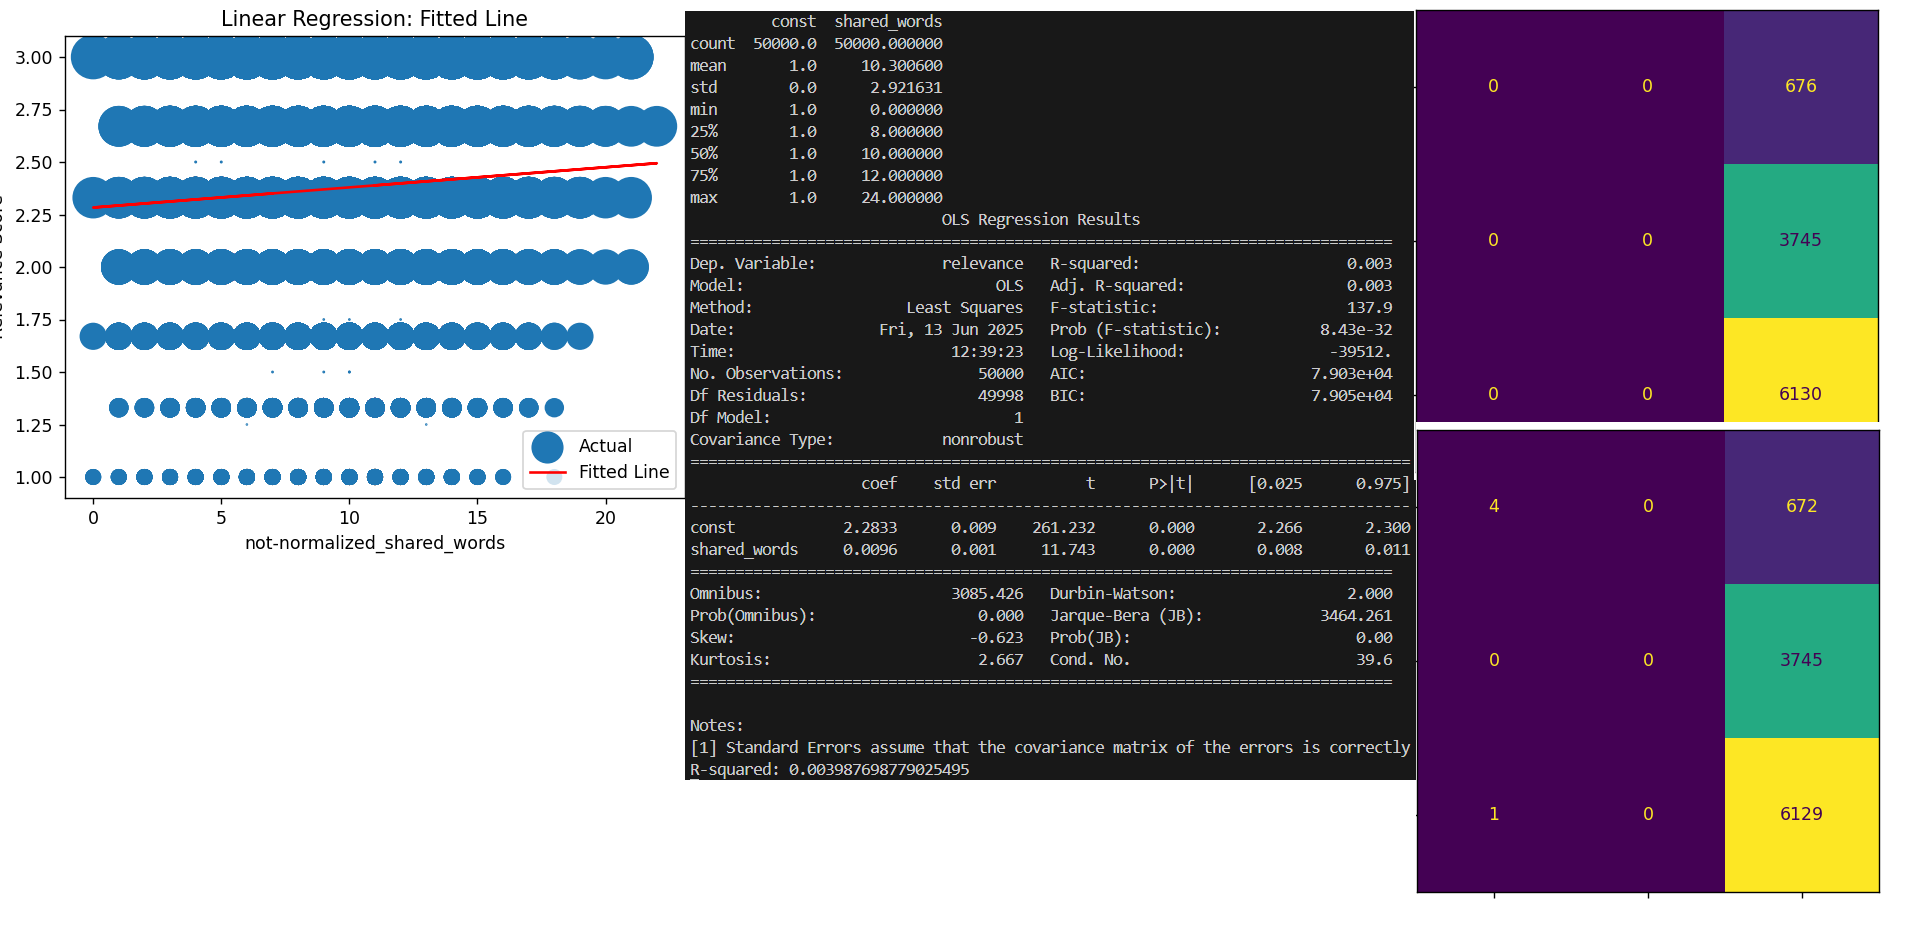 Linear Regression: Fitted Line
3.00
2.75
2.50
2.25
2.00
1.75
1.50
1.25
1.00
Actual
Fitted Line
0 5 10 15 20
not-normalized_shared_words
const shared_words
count 50000.0 50000.000000
mean 1.0 10.300600
std 0.0 2.921631
min 1.0 0.000000
25% 1.0 8.000000
50% 1.0 10.000000
75% 1.0 12.000000
max 1.0 24.000000
OLS Regression Results
==============================================================================
Dep. Variable: relevance R-squared: 0.003
Model: OLS Adj. R-squared: 0.003
Method: Least Squares F-statistic: 137.9
Date: Fri, 13 Jun 2025 Prob (F-statistic): 8.43e-32
Time: 12:39:23 Log-Likelihood: -39512.
No. Observations: 50000 AIC: 7.903e+04
Df Residuals: 49998 BIC: 7.905e+04
Df Model: 1
Covariance Type: nonrobust
================================================================================
coef std err t P>|t| [0.025 0.975]
--------------------------------------------------------------------------------
const 2.2833 0.009 261.232 0.000 2.266 2.300
shared_words 0.0096 0.001 11.743 0.000 0.008 0.011
==============================================================================
Omnibus: 3085.426 Durbin-Watson: 2.000
Prob(Omnibus): 0.000 Jarque-Bera (JB): 3464.261
Skew: -0.623 Prob(JB): 0.00
Kurtosis: 2.667 Cond. No. 39.6
==============================================================================
Notes:
[1] Standard Errors assume that the covariance matrix of the errors is correctly
R-squared: 0.003987698779025495
0 0 676
0 0 3745
0 0 6130
4 0 672
0 0 3745
1 0 6129